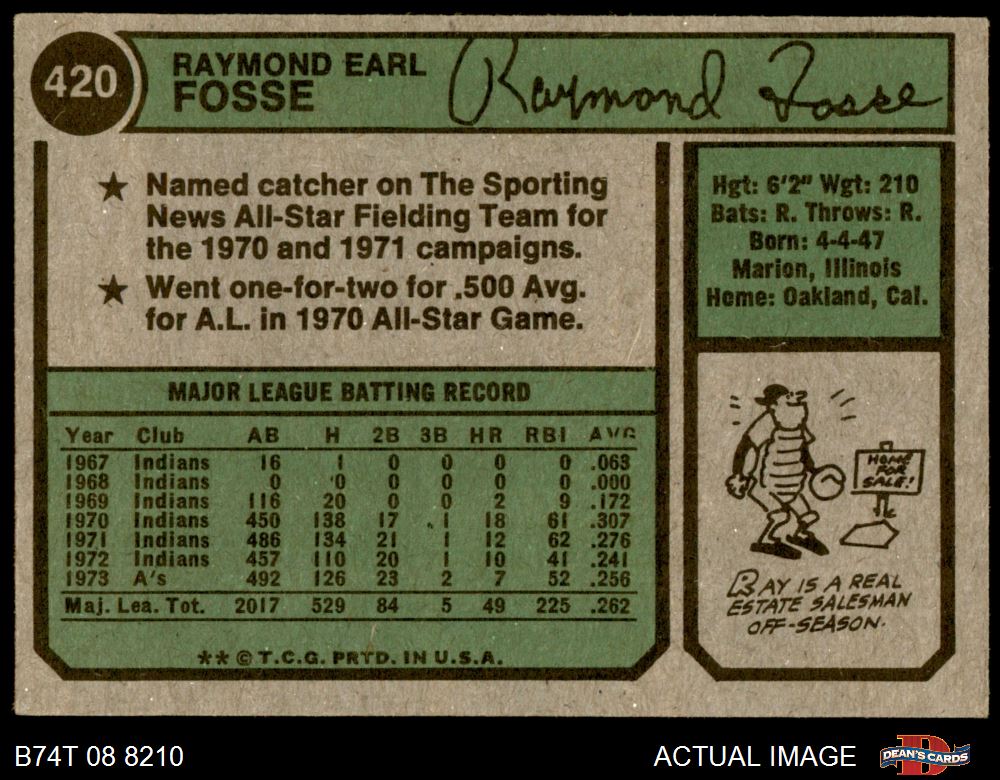 420
RAYMOND EARL
FOSSE
Raymond Fosse
★ Named catcher on The Sporting
News All-Star Fielding Team for
the 1970 and 1971 campaigns.
★ Went one-for-two for .500 Avg.
for A.L. in 1970 All-Star Game.
Hgt: 6'2" Wgt: 210
Bats: R. Throws: R.
Born: 4-4-47
Marion, Illinois
Home: Oakland, Cal.
MAJOR LEAGUE BATTING RECORD
Year Club AB H 2B 3B HR RBI AVG
1967 Indians 16 1 0 0 0 0 .063
1968 Indians 0 0 0 0 0 0 .000
1969 Indians 116 20 0 0 2 9 .172
1970 Indians 450 138 17 1 18 61 .307
1971 Indians 486 134 21 1 12 62 .276
1972 Indians 457 110 20 1 10 41 .241
1973 A's 492 126 23 2 7 52 .256
Maj. Lea. Tot. 2017 529 84 5 49 225 .262
** © T.C.G. PRTD. IN U.S.A.
HOME
FOR
SALE!
RAY IS A REAL
ESTATE SALESMAN
OFF-SEASON.
B74T 08 8210
ACTUAL IMAGE
DEAN'S CARDS